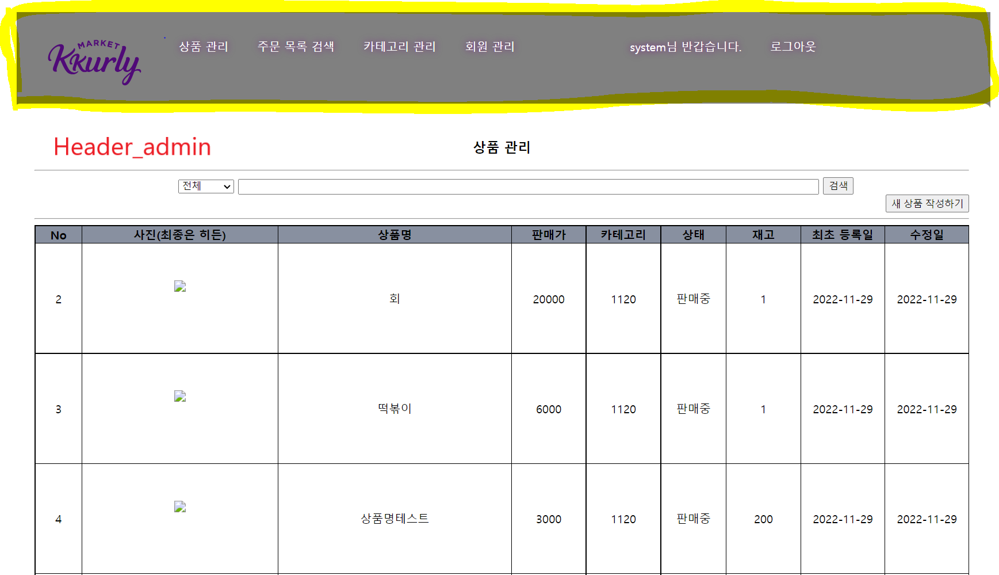 MARKET
Kkurly
상품 관리 주문 목록 검색 카테고리 관리 회원 관리 system님 반갑습니다. 로그아웃
Header_admin
상품 관리
전체 검색
새 상품 작성하기
No 사진(최종은 히든) 상품명 판매가 카테고리 상태 재고 최초 등록일 수정일
2 회 20000 1120 판매중 1 2022-11-29 2022-11-29
3 떡볶이 6000 1120 판매중 1 2022-11-29 2022-11-29
4 상품명테스트 3000 1120 판매중 200 2022-11-29 2022-11-29